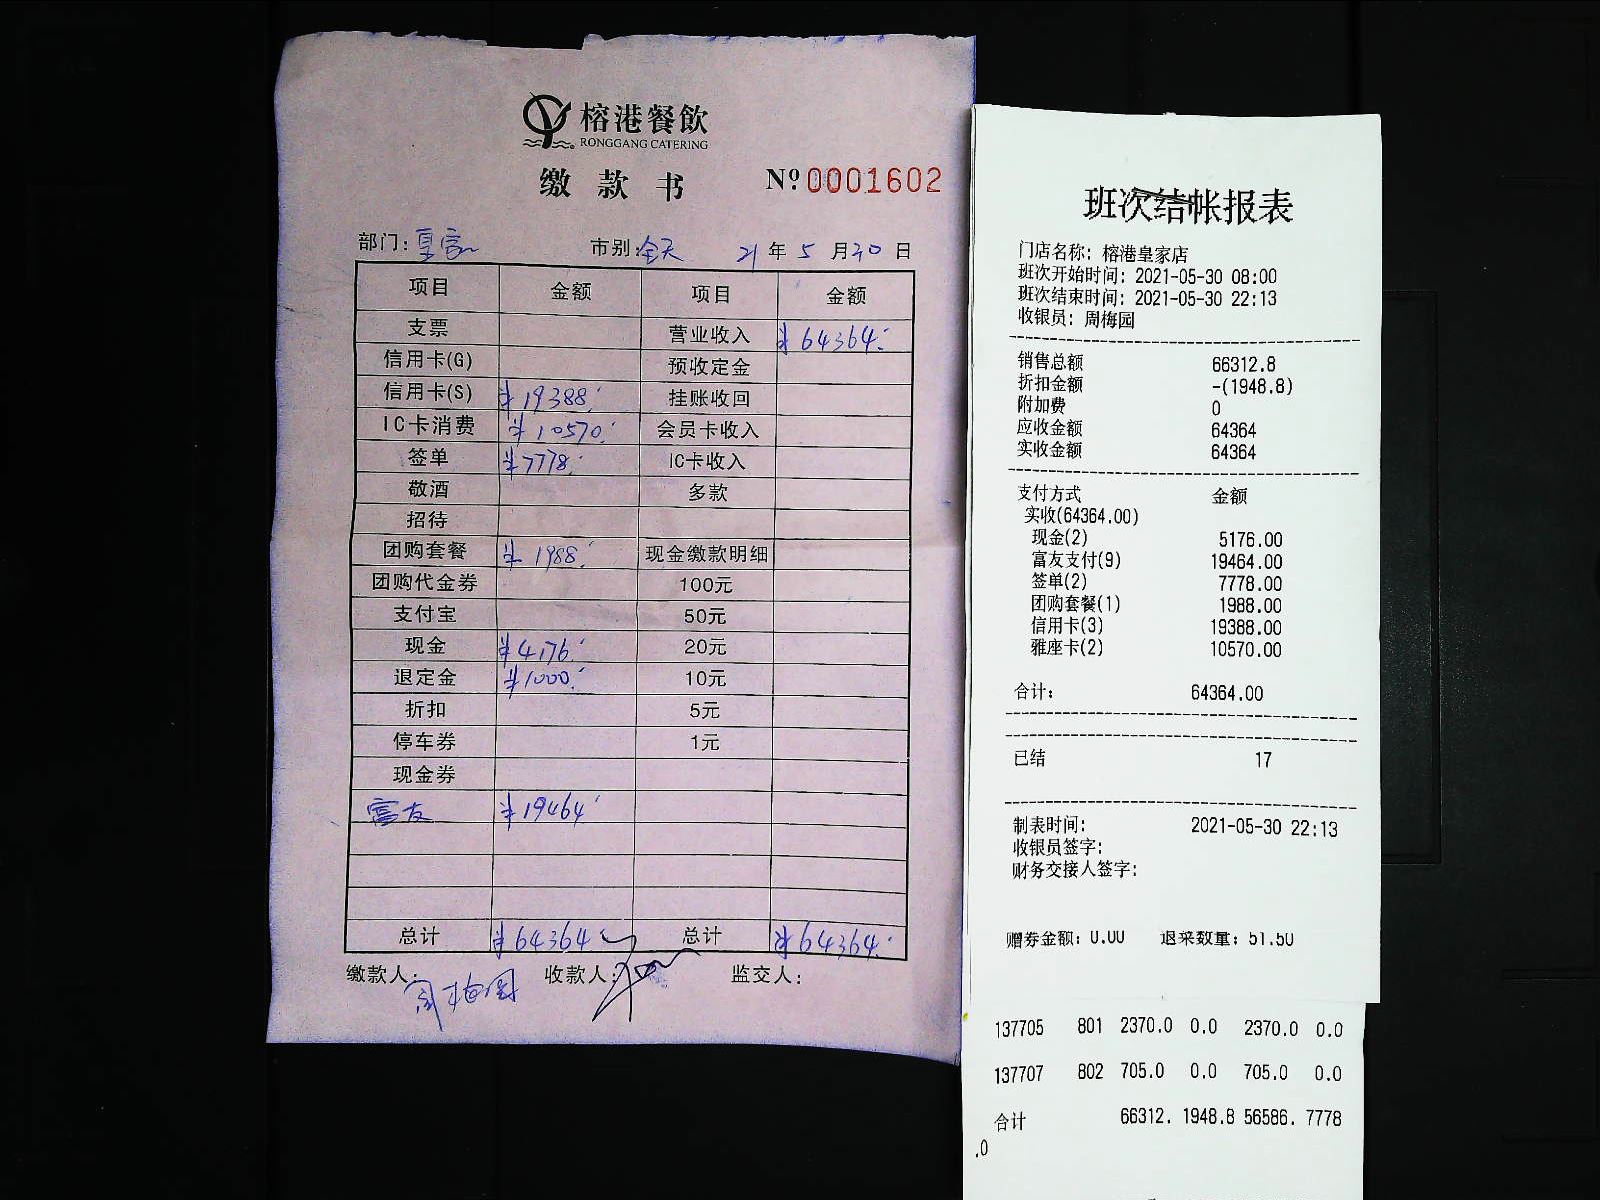 榕港餐飲
RONGGANG CATERING
缴款书 Nº 0001602
部门: 皇家 市别: 全天 21年5月30日
项目 金额 项目 金额
支票 营业收入 ¥64364.
信用卡(G) 预收定金
信用卡(S) ¥19388. 挂账收回
IC卡消费 ¥10570. 会员卡收入
签单 ¥7778. IC卡收入
敬酒 多款
招待
团购套餐 ¥1988. 现金缴款明细
团购代金券 100元
支付宝 50元
现金 ¥4176. 20元
退定金 ¥1000. 10元
折扣 5元
停车券 1元
现金券
富友 ¥19464
总计 ¥64364 总计 ¥64364.
缴款人: 周梅园 收款人: 监交人:
班次结帐报表
门店名称: 榕港皇家店
班次开始时间: 2021-05-30 08:00
班次结束时间: 2021-05-30 22:13
收银员: 周梅园
销售总额 66312.8
折扣金额 -(1948.8)
附加费 0
应收金额 64364
实收金额 64364
支付方式 金额
实收(64364.00)
现金(2) 5176.00
富友支付(9) 19464.00
签单(2) 7778.00
团购套餐(1) 1988.00
信用卡(3) 19388.00
雅座卡(2) 10570.00
合计: 64364.00
已结 17
制表时间: 2021-05-30 22:13
收银员签字:
财务交接人签字:
赠券金额: 0.00 退菜数量: 51.50
137705 801 2370.0 0.0 2370.0 0.0
137707 802 705.0 0.0 705.0 0.0
合计 66312. 1948.8 56586. 7778
.0